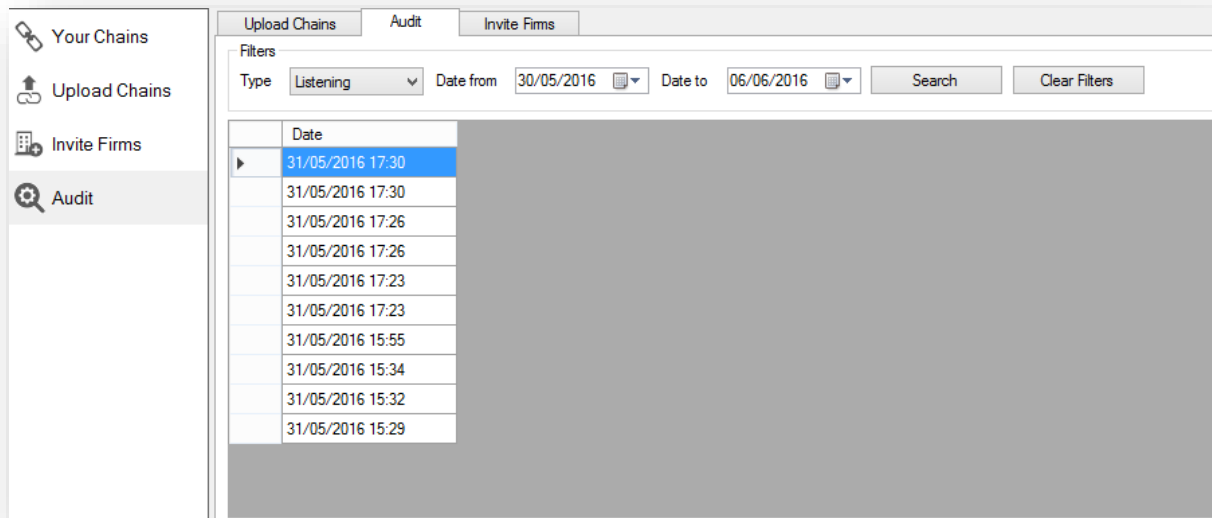 Your Chains
Upload Chains
Invite Firms
Audit
Upload Chains Audit Invite Firms
Filters
Type Listening Date from 30/05/2016 Date to 06/06/2016 Search Clear Filters
Date
31/05/2016 17:30
31/05/2016 17:30
31/05/2016 17:26
31/05/2016 17:26
31/05/2016 17:23
31/05/2016 17:23
31/05/2016 15:55
31/05/2016 15:34
31/05/2016 15:32
31/05/2016 15:29